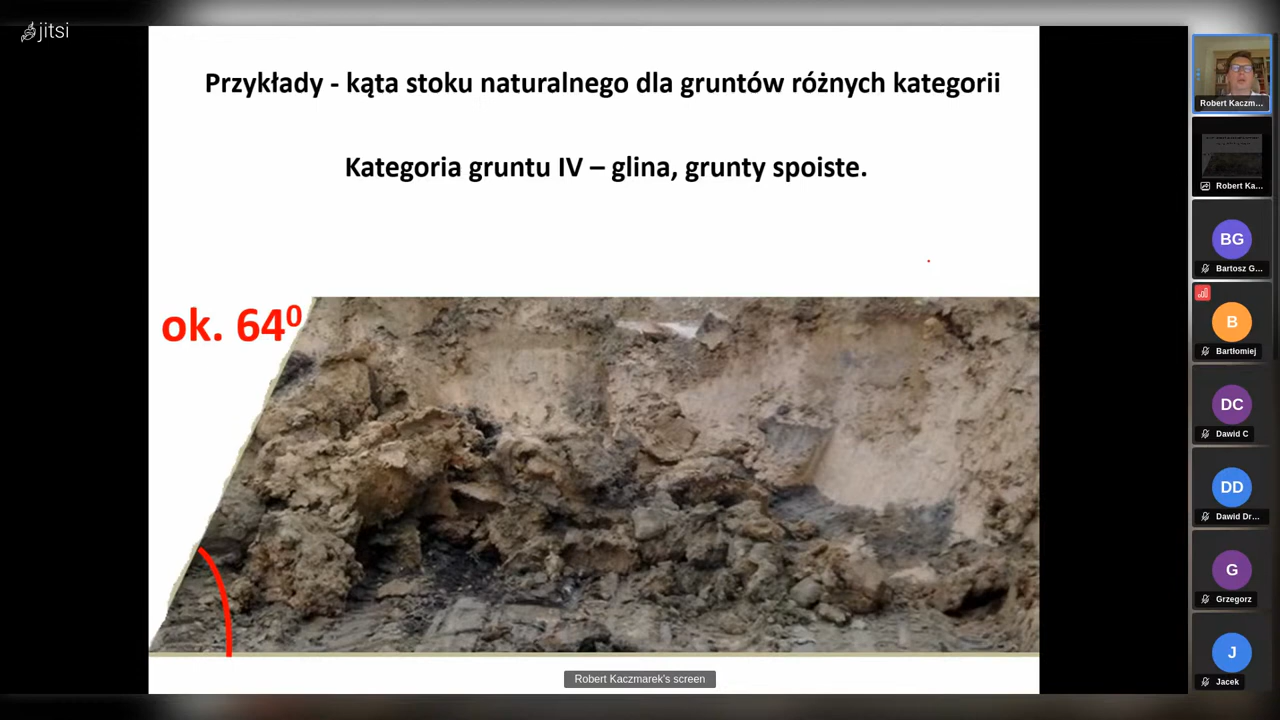 jitsi
Przykłady - kąta stoku naturalnego dla gruntów różnych kategorii
Kategoria gruntu IV – glina, grunty spoiste.
ok. 64⁰
Robert Kaczmarek's screen
Robert Kaczm...
Robert Ka...
BG
Bartosz G...
B
Bartłomiej
DC
Dawid C
DD
Dawid Dr...
G
Grzegorz
J
Jacek